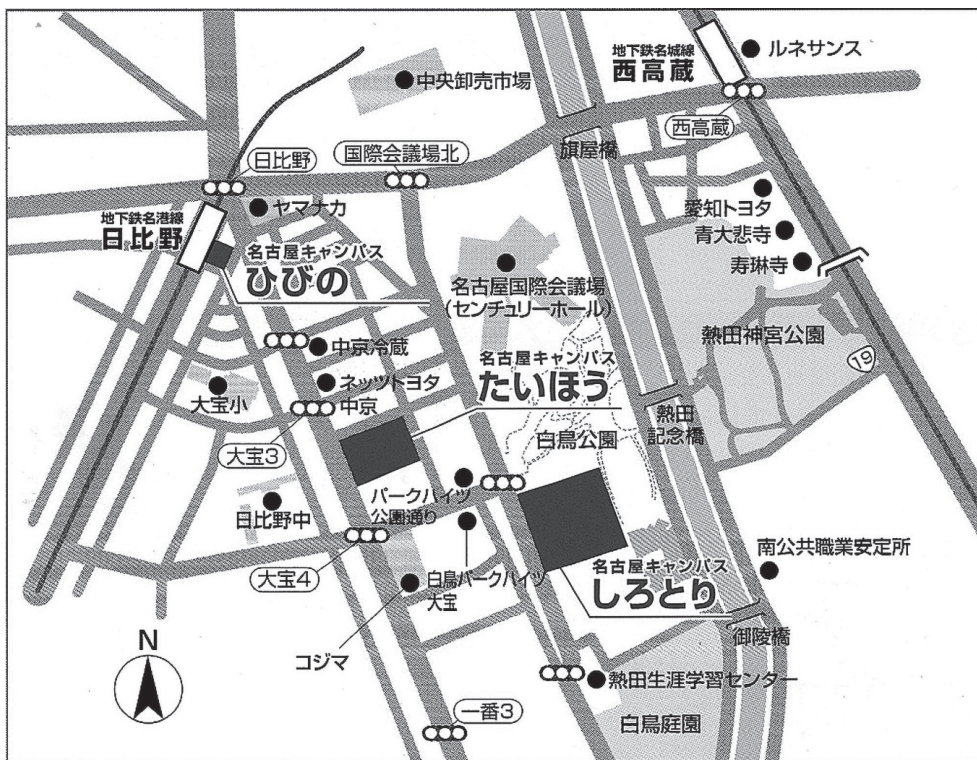 地下鉄名城線
西高蔵
ルネサンス
中央卸売市場
西高蔵
旗屋橋
日比野
国際会議場北
地下鉄名港線
日比野
ヤマナカ
愛知トヨタ
青大悲寺
寿琳寺
名古屋キャンパス
ひびの
名古屋国際会議場
(センチュリーホール)
熱田神宮公園
19
中京冷蔵
名古屋キャンパス
たいほう
ネッツトヨタ
中京
大宝小
熱田
記念橋
白鳥公園
大宝3
パークハイツ
公園通り
日比野中
大宝4
白鳥パークハイツ
大宝
名古屋キャンパス
しろとり
南公共職業安定所
御陵橋
コジマ
N
熱田生涯学習センター
一番3
白鳥庭園